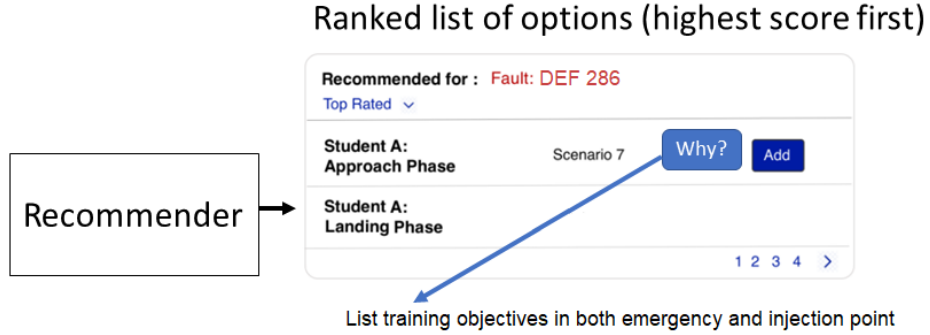 Ranked list of options (highest score first)
Recommended for : Fault: DEF 286
Top Rated
Student A:
Approach Phase
Scenario 7
Why?
Add
Recommender
Student A:
Landing Phase
1 2 3 4 >
List training objectives in both emergency and injection point